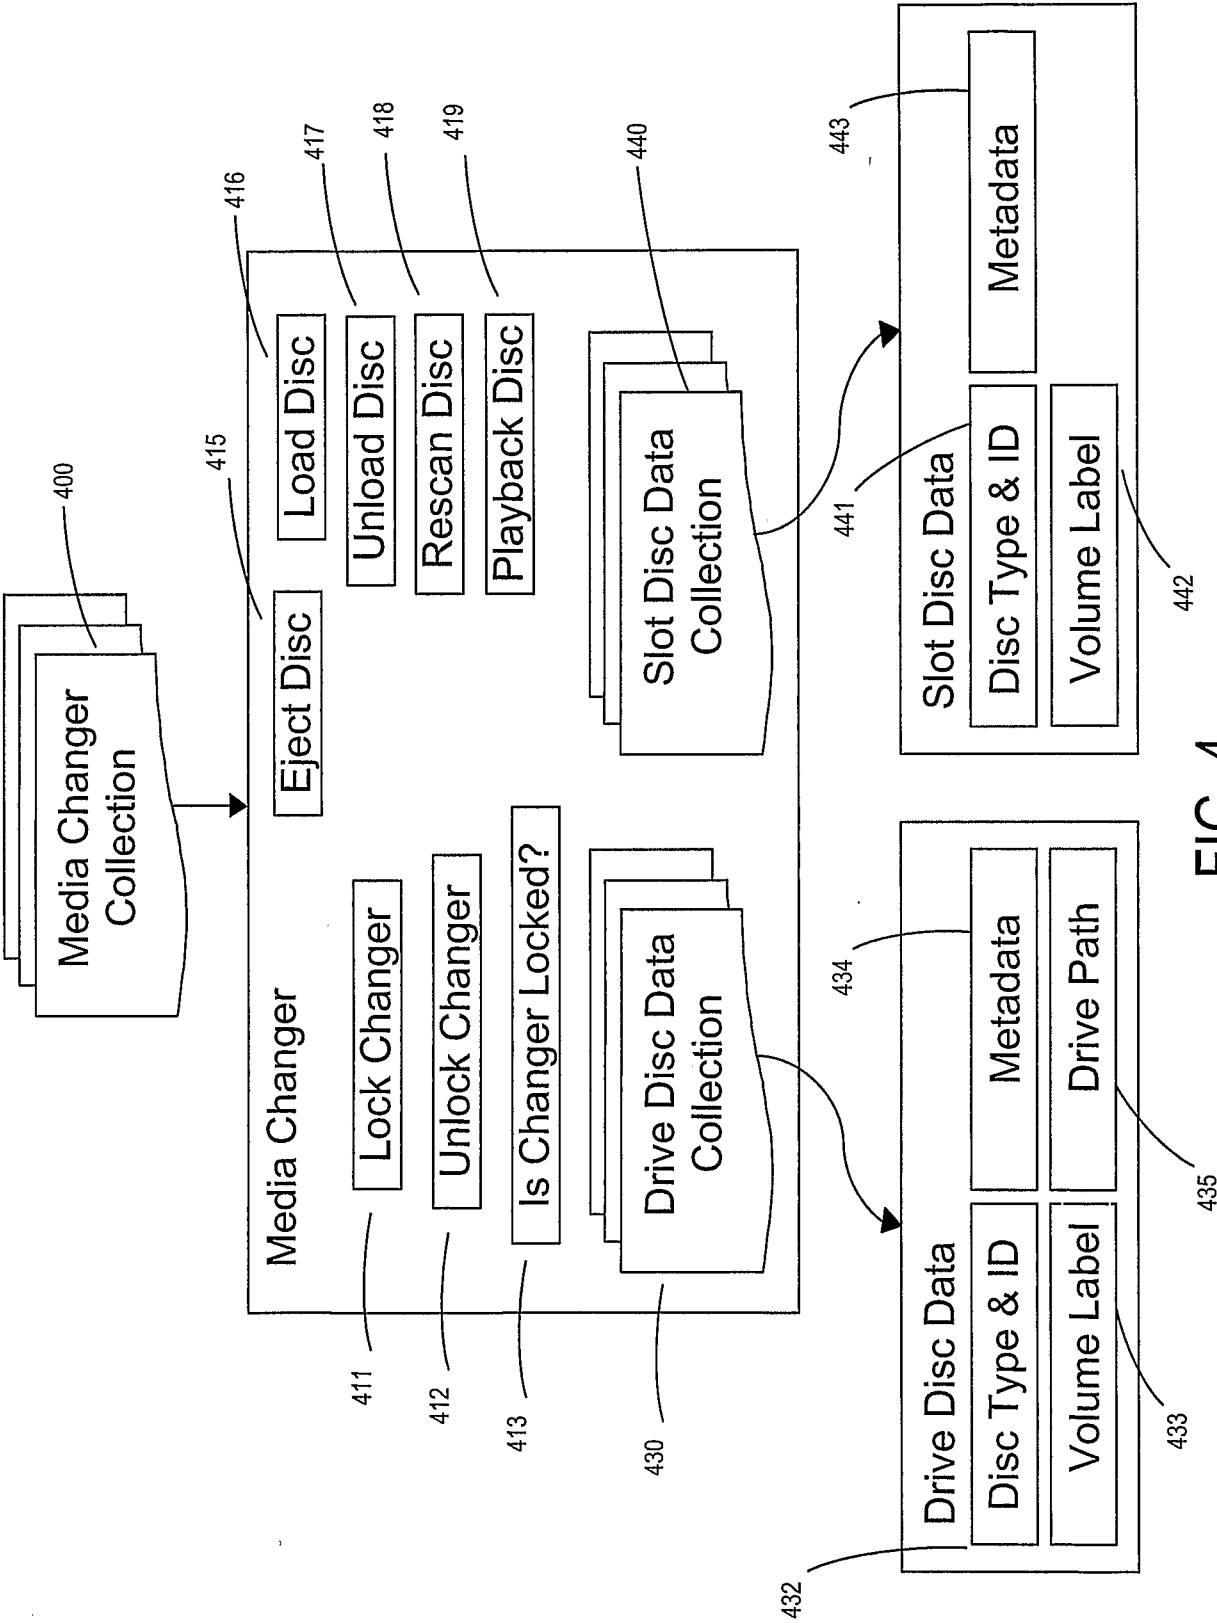 Media Changer
Collection
400
Media Changer
Lock Changer
411
Unlock Changer
412
Is Changer Locked?
413
Eject Disc
415
Load Disc
416
Unload Disc
417
Rescan Disc
418
Playback Disc
419
Drive Disc Data
Collection
430
Slot Disc Data
Collection
440
Drive Disc Data
Disc Type & ID
432
Volume Label
433
Metadata
434
Drive Path
435
Slot Disc Data
Disc Type & ID
441
Volume Label
442
Metadata
443
FIG. 4